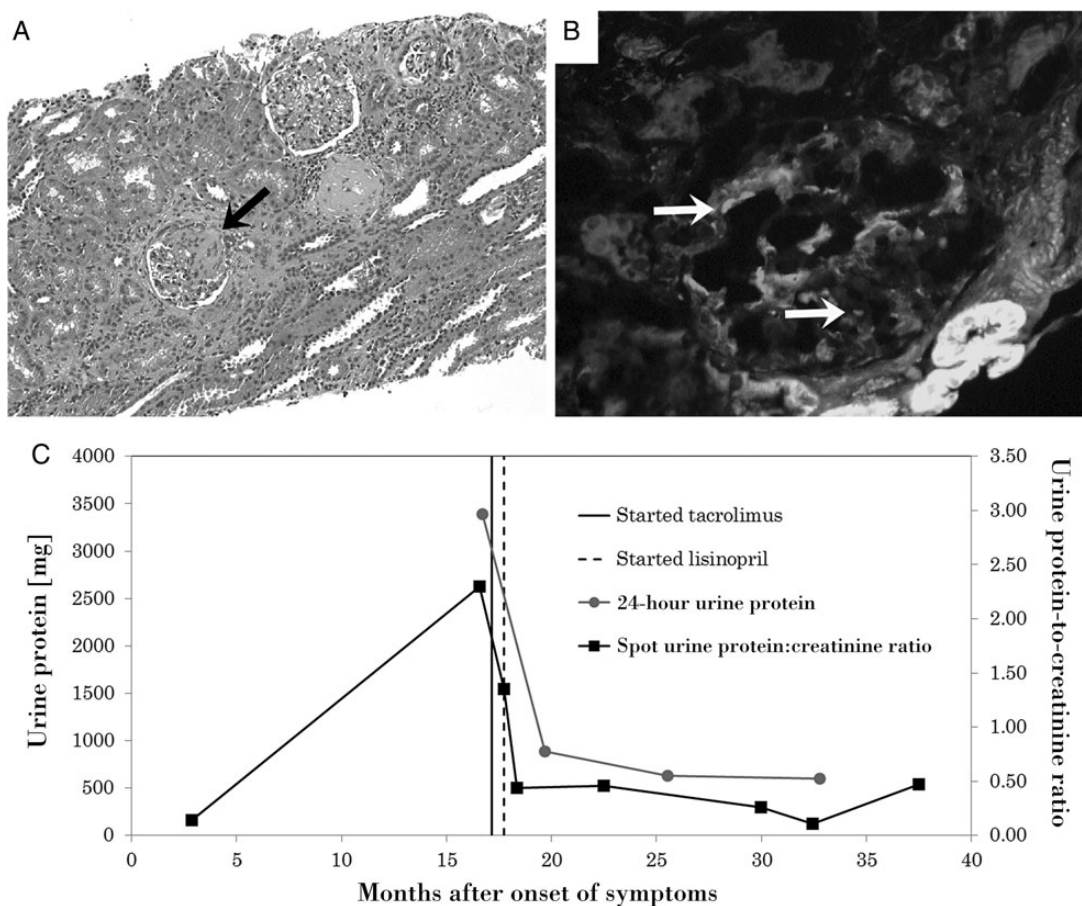 A
B
C
4000
3500
3000
2500
2000
1500
1000
500
0
Urine protein [mg]
3.50
3.00
2.50
2.00
1.50
1.00
0.50
0.00
Urine protein-to-creatinine ratio
Started tacrolimus
Started lisinopril
24-hour urine protein
Spot urine protein:creatinine ratio
0 5 10 15 20 25 30 35 40
Months after onset of symptoms